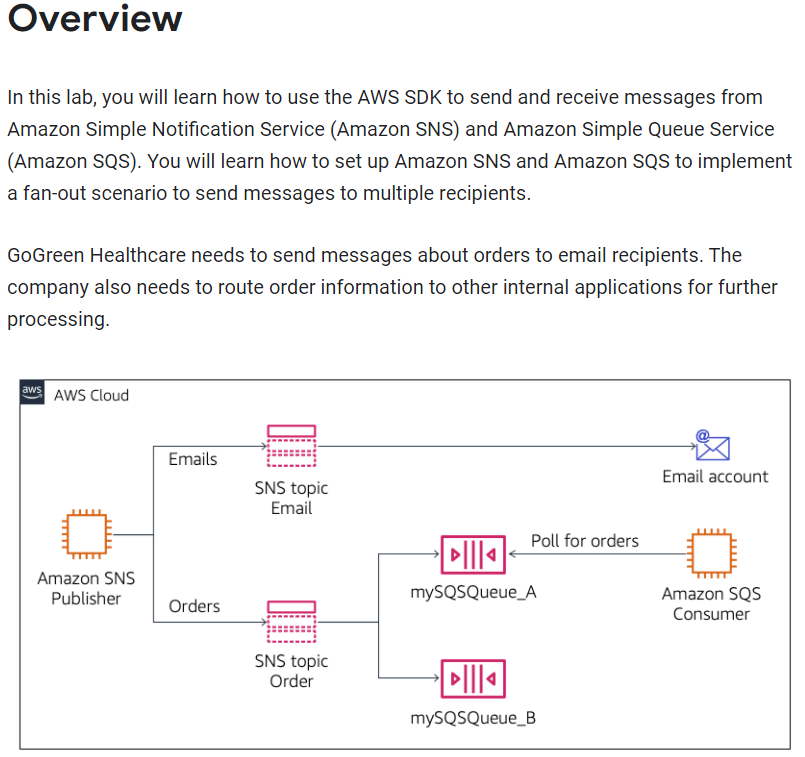 Overview
In this lab, you will learn how to use the AWS SDK to send and receive messages from
Amazon Simple Notification Service (Amazon SNS) and Amazon Simple Queue Service
(Amazon SQS). You will learn how to set up Amazon SNS and Amazon SQS to implement
a fan-out scenario to send messages to multiple recipients.
GoGreen Healthcare needs to send messages about orders to email recipients. The
company also needs to route order information to other internal applications for further
processing.
aws
AWS Cloud
Emails
SNS topic
Email
@
Email account
Amazon SNS
Publisher
Orders
SNS topic
Order
mySQSQueue_A
Poll for orders
Amazon SQS
Consumer
mySQSQueue_B